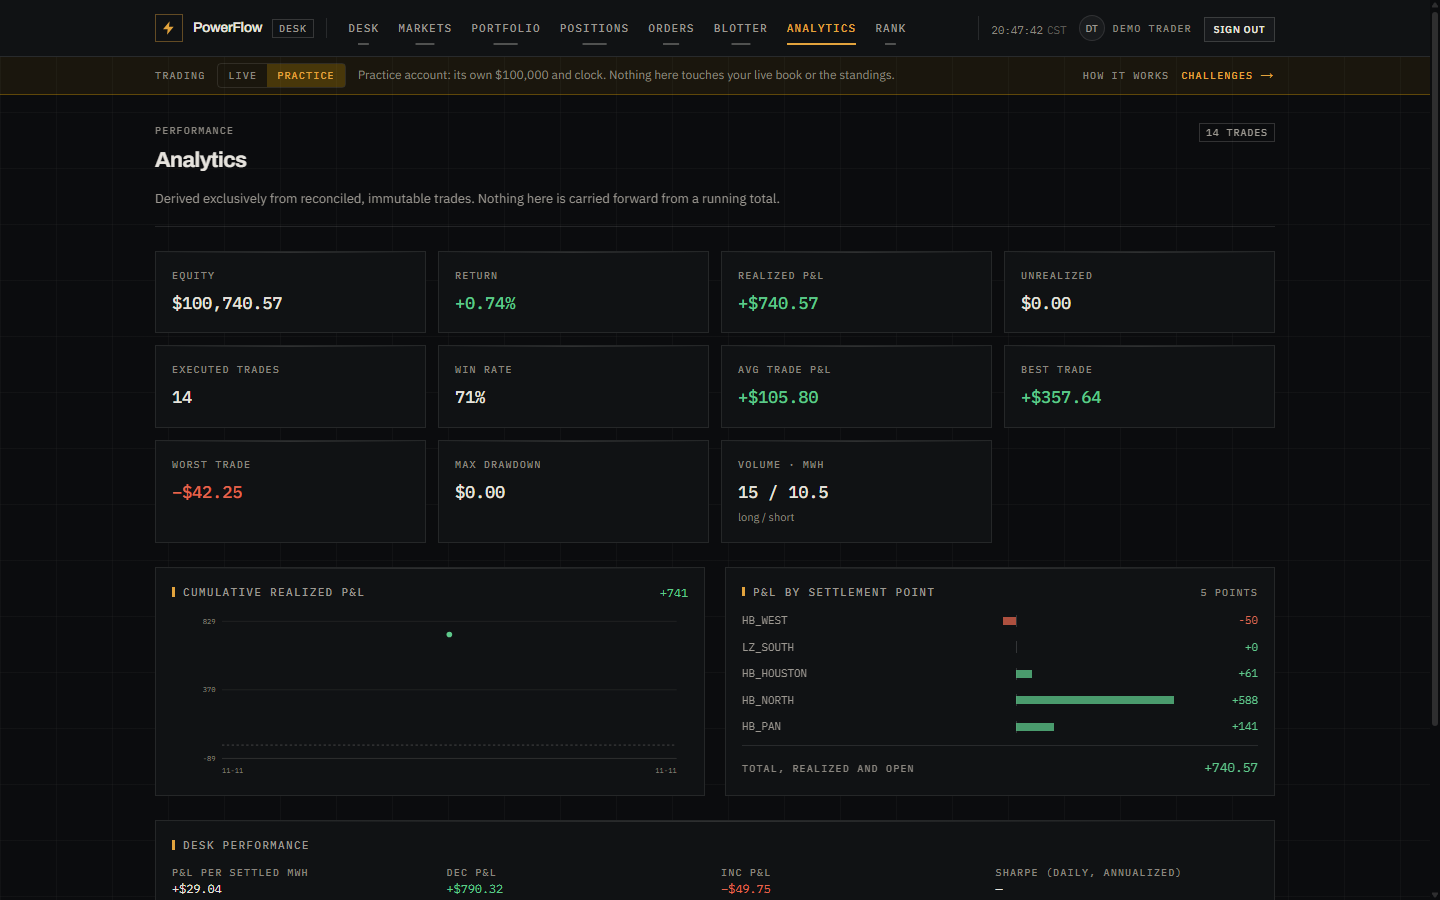 PowerFlow DESK DESK MARKETS PORTFOLIO POSITIONS ORDERS BLOTTER ANALYTICS RANK 20:47:42 CST DT DEMO TRADER SIGN OUT
TRADING LIVE PRACTICE Practice account: its own $100,000 and clock. Nothing here touches your live book or the standings. HOW IT WORKS CHALLENGES →
PERFORMANCE 14 TRADES
Analytics
Derived exclusively from reconciled, immutable trades. Nothing here is carried forward from a running total.
EQUITY RETURN REALIZED P&L UNREALIZED
$100,740.57 +0.74% +$740.57 $0.00
EXECUTED TRADES WIN RATE AVG TRADE P&L BEST TRADE
14 71% +$105.80 +$357.64
WORST TRADE MAX DRAWDOWN VOLUME · MWH
−$42.25 $0.00 15 / 10.5
long / short
CUMULATIVE REALIZED P&L +741
829
370
-89
11-11 11-11
P&L BY SETTLEMENT POINT 5 POINTS
HB_WEST -50
LZ_SOUTH +0
HB_HOUSTON +61
HB_NORTH +588
HB_PAN +141
TOTAL, REALIZED AND OPEN +740.57
DESK PERFORMANCE
P&L PER SETTLED MWH DEC P&L INC P&L SHARPE (DAILY, ANNUALIZED)
+$29.04 +$790.32 −$49.75 —